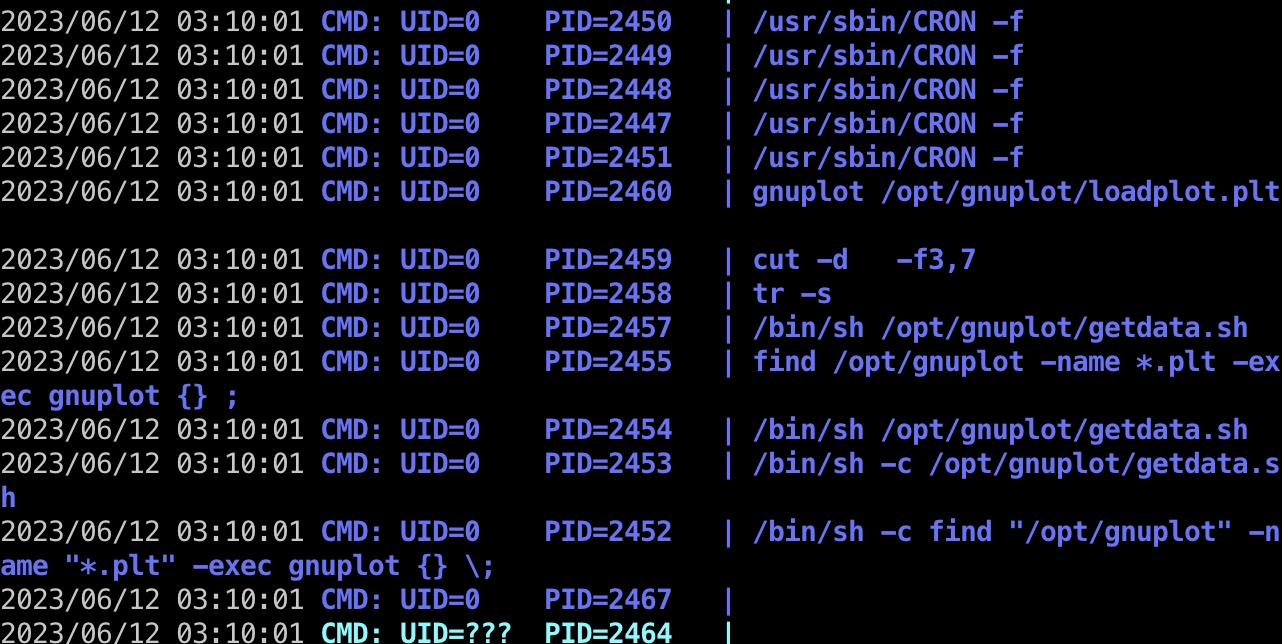 2023/06/12 03:10:01 CMD: UID=0    PID=2450   | /usr/sbin/CRON -f
2023/06/12 03:10:01 CMD: UID=0    PID=2449   | /usr/sbin/CRON -f
2023/06/12 03:10:01 CMD: UID=0    PID=2448   | /usr/sbin/CRON -f
2023/06/12 03:10:01 CMD: UID=0    PID=2447   | /usr/sbin/CRON -f
2023/06/12 03:10:01 CMD: UID=0    PID=2451   | /usr/sbin/CRON -f
2023/06/12 03:10:01 CMD: UID=0    PID=2460   | gnuplot /opt/gnuplot/loadplot.plt
2023/06/12 03:10:01 CMD: UID=0    PID=2459   | cut -d   -f3,7
2023/06/12 03:10:01 CMD: UID=0    PID=2458   | tr -s
2023/06/12 03:10:01 CMD: UID=0    PID=2457   | /bin/sh /opt/gnuplot/getdata.sh
2023/06/12 03:10:01 CMD: UID=0    PID=2455   | find /opt/gnuplot -name *.plt -ex
ec gnuplot {} ;
2023/06/12 03:10:01 CMD: UID=0    PID=2454   | /bin/sh /opt/gnuplot/getdata.sh
2023/06/12 03:10:01 CMD: UID=0    PID=2453   | /bin/sh -c /opt/gnuplot/getdata.s
h
2023/06/12 03:10:01 CMD: UID=0    PID=2452   | /bin/sh -c find "/opt/gnuplot" -n
ame "*.plt" -exec gnuplot {} \;
2023/06/12 03:10:01 CMD: UID=0    PID=2467   |
2023/06/12 03:10:01 CMD: UID=???  PID=2464   |